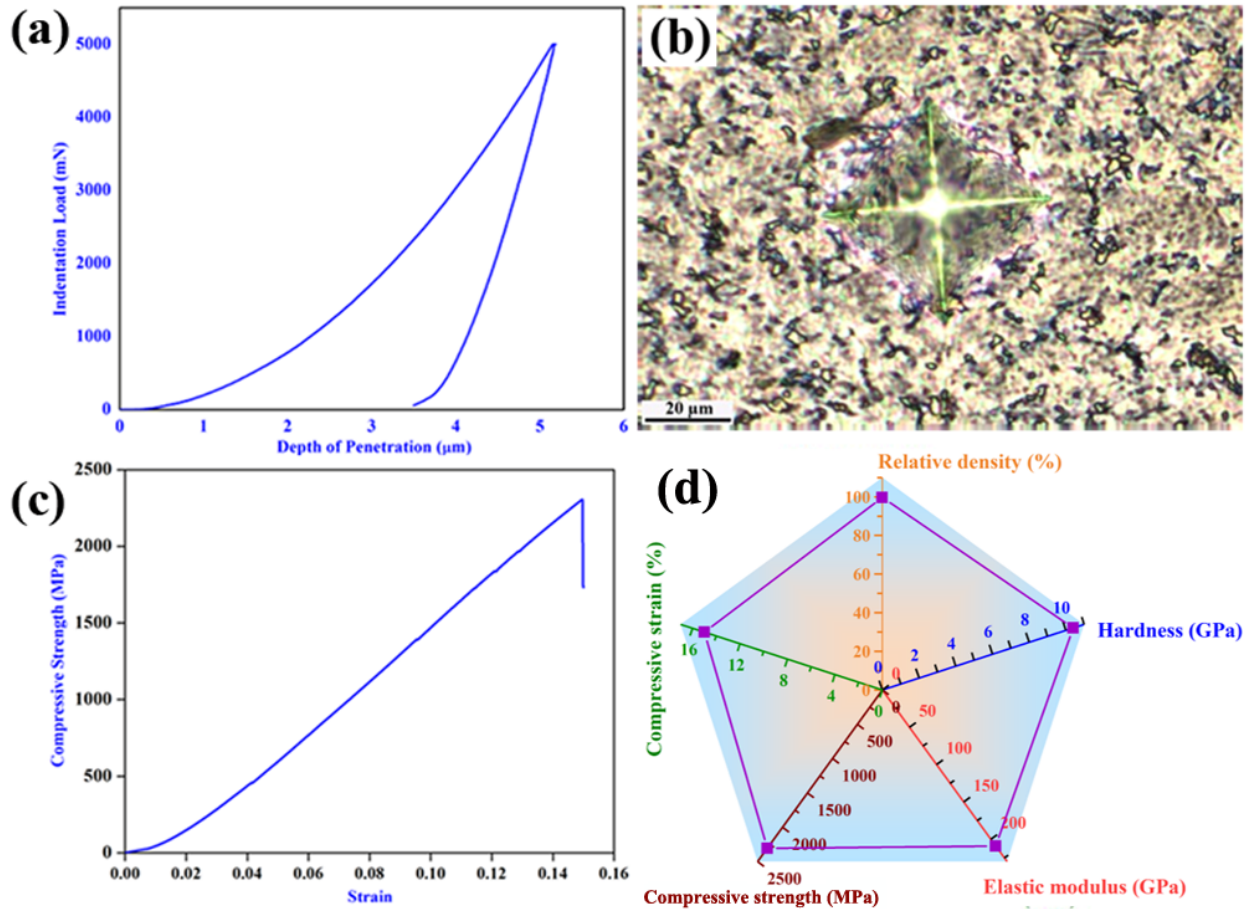 (a)
5000
4000
3000
2000
1000
0
Indentation Load (mN)
0 1 2 3 4 5 6
Depth of Penetration (µm)
(b)
20 µm
(c)
2500
2000
1500
1000
500
0
Compressive Strength (MPa)
0.00 0.02 0.04 0.06 0.08 0.10 0.12 0.14 0.16
Strain
(d)
Relative density (%)
100
80
60
40
20
0
Hardness (GPa)
0 2 4 6 8 10
Elastic modulus (GPa)
0 50 100 150 200
Compressive strength (MPa)
0 500 1000 1500 2000 2500
Compressive strain (%)
0 4 8 12 16